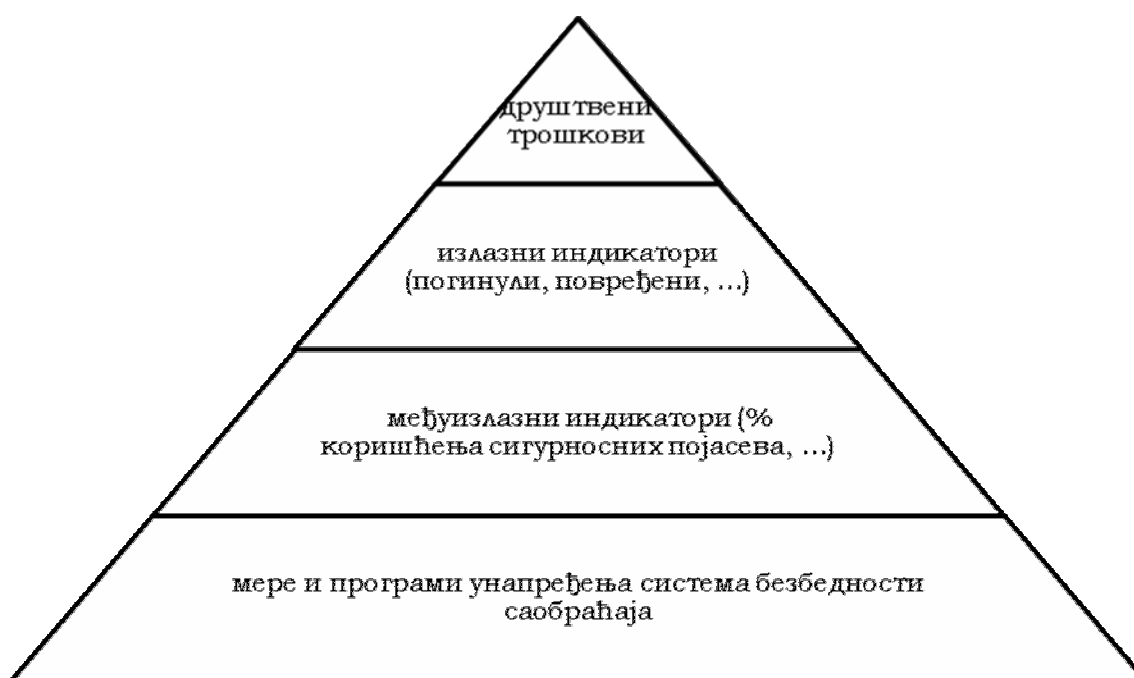 друштвени
трошкови
излазни индикатори
(погинули, повређени, ...)
међуизлазни индикатори (%
коришћења сигурносних појасева, ...)
мере и програми унапређења система безбедности
саобраћаја